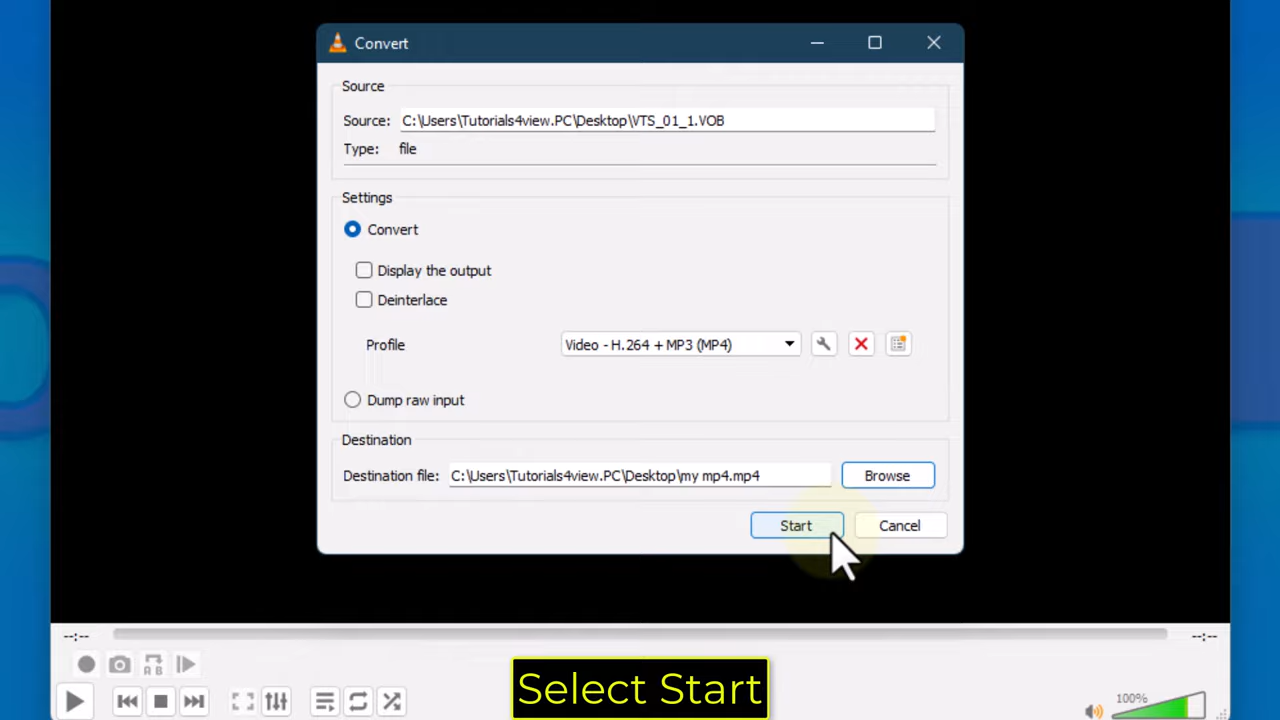 Convert
Source
Source: C:\Users\Tutorials4view.PC\Desktop\VTS_01_1.VOB
Type: file
Settings
Convert
Display the output
Deinterlace
Profile Video - H.264 + MP3 (MP4)
Dump raw input
Destination
Destination file: C:\Users\Tutorials4view.PC\Desktop\my mp4.mp4 Browse
Start Cancel
--:-- --:--
A B
Select Start
100%